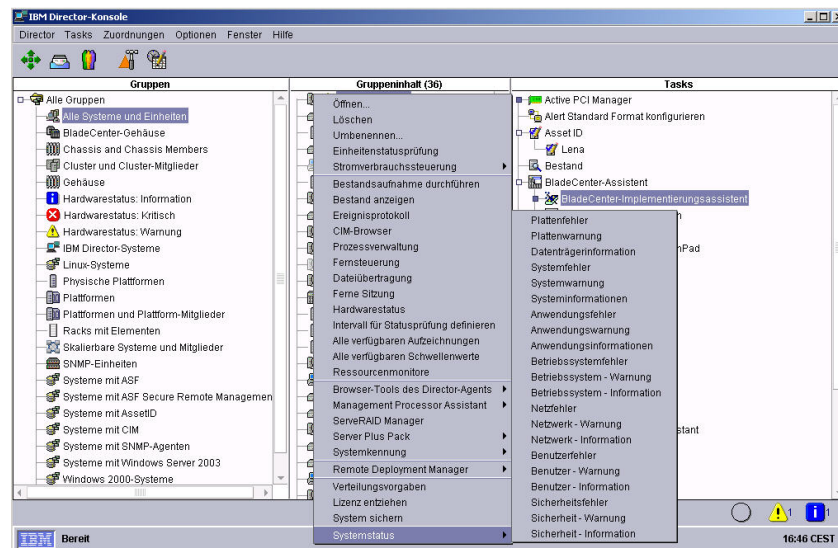 IBM Director-Konsole
Director Tasks Zuordnungen Optionen Fenster Hilfe
Gruppen
Alle Gruppen
Alle Systeme und Einheiten
BladeCenter-Gehäuse
Chassis and Chassis Members
Cluster und Cluster-Mitglieder
Gehäuse
Hardwarestatus: Information
Hardwarestatus: Kritisch
Hardwarestatus: Warnung
IBM Director-Systeme
Linux-Systeme
Physische Plattformen
Plattformen
Plattformen und Plattform-Mitglieder
Racks mit Elementen
Skalierbare Systeme und Mitglieder
SNMP-Einheiten
Systeme mit ASF
Systeme mit ASF Secure Remote Managemen
Systeme mit AssetID
Systeme mit CIM
Systeme mit SNMP-Agenten
Systeme mit Windows Server 2003
Windows 2000-Systeme
Gruppeninhalt (36)
Öffnen...
Löschen
Umbenennen...
Einheitenstatusprüfung
Stromverbrauchssteuerung
Bestandsaufnahme durchführen
Bestand anzeigen
Ereignisprotokoll
CIM-Browser
Prozessverwaltung
Fernsteuerung
Dateiübertragung
Ferne Sitzung
Hardwarestatus
Intervall für Statusprüfung definieren
Alle verfügbaren Aufzeichnungen
Alle verfügbaren Schwellenwerte
Ressourcenmonitore
Browser-Tools des Director-Agents
Management Processor Assistant
ServeRAID Manager
Server Plus Pack
Systemkennung
Remote Deployment Manager
Verteilungsvorgaben
Lizenz entziehen
System sichern
Systemstatus
Tasks
Active PCI Manager
Alert Standard Format konfigurieren
Asset ID
Lena
Bestand
BladeCenter-Assistent
BladeCenter-Implementierungsassistent
Plattenfehler
Plattenwarnung
Datenträgerinformation
nPad
Systemfehler
Systemwarnung
Systeminformationen
Anwendungsfehler
Anwendungswarnung
Anwendungsinformationen
Betriebssystemfehler
Betriebssystem - Warnung
Betriebssystem - Information
Netzfehler
Netzwerk - Warnung
stant
Netzwerk - Information
Benutzerfehler
Benutzer - Warnung
Benutzer - Information
Sicherheitsfehler
Sicherheit - Warnung
Sicherheit - Information
1
1
IBM
Bereit
16:46 CEST